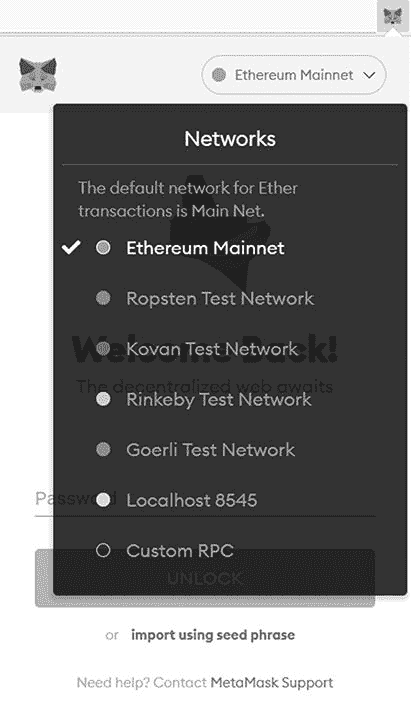 Ethereum Mainnet
Networks
The default network for Ether
transactions is Main Net.
Ethereum Mainnet
Ropsten Test Network
Welcome Back!
Kovan Test Network
The decentralized web awaits
Rinkeby Test Network
Goerli Test Network
Password
Localhost 8545
Custom RPC
UNLOCK
or import using seed phrase
Need help? Contact MetaMask Support